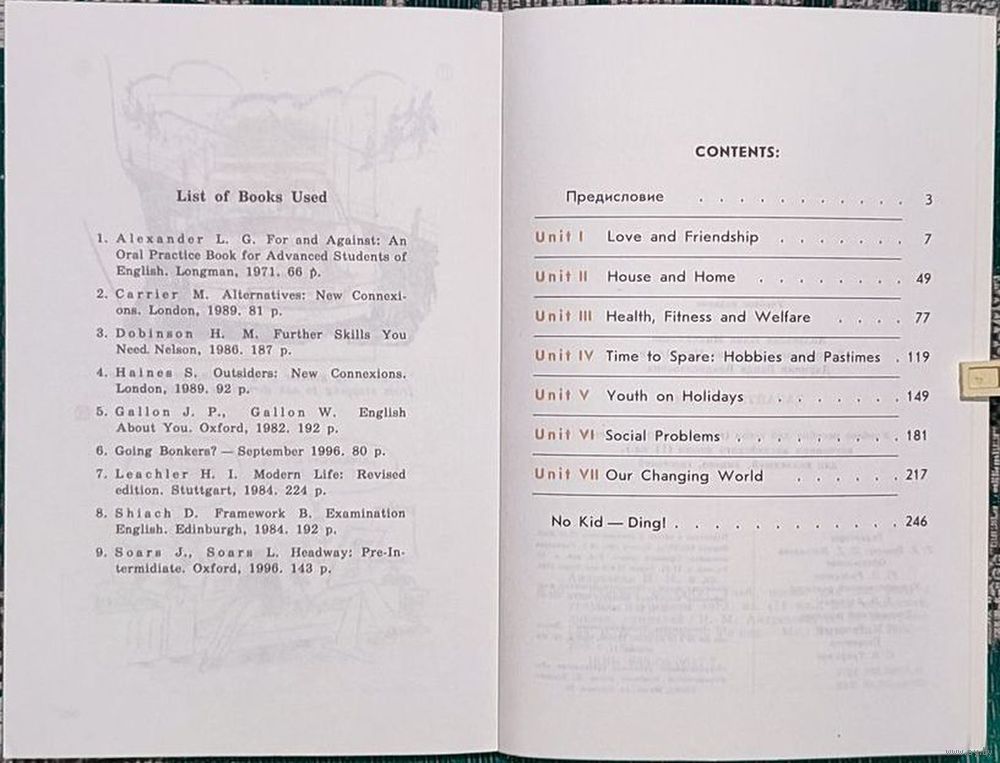 List of Books Used
1. Alexander L. G. For and Against: An
Oral Practice Book for Advanced Students of
English. Longman, 1971. 66 p.
2. Carrier M. Alternatives: New Connexi-
ons. London, 1989. 81 p.
3. Dobinson H. M. Further Skills You
Need. Nelson, 1986. 187 p.
4. Haines S. Outsiders: New Connexions.
London, 1989. 92 p.
5. Gallon J. P., Gallon W. English
About You. Oxford, 1982. 192 p.
6. Going Bonkers? — September 1996. 80 p.
7. Leachler H. I. Modern Life: Revised
edition. Stuttgart, 1984. 224 p.
8. Shiach D. Framework B. Examination
English. Edinburgh, 1984. 192 p.
9. Soars J., Soars L. Headway: Pre-In-
termidiate. Oxford, 1996. 143 p.
CONTENTS:
Предисловие . . . . . . . . . . . 3
Unit I Love and Friendship . . . . . . . 7
Unit II House and Home . . . . . . . . 49
Unit III Health, Fitness and Welfare . . . . 77
Unit IV Time to Spare: Hobbies and Pastimes . 119
Unit V Youth on Holidays . . . . . . . 149
Unit VI Social Problems . . . . . . . . . 181
Unit VII Our Changing World . . . . . . 217
No Kid — Ding! . . . . . . . . . . . . 246